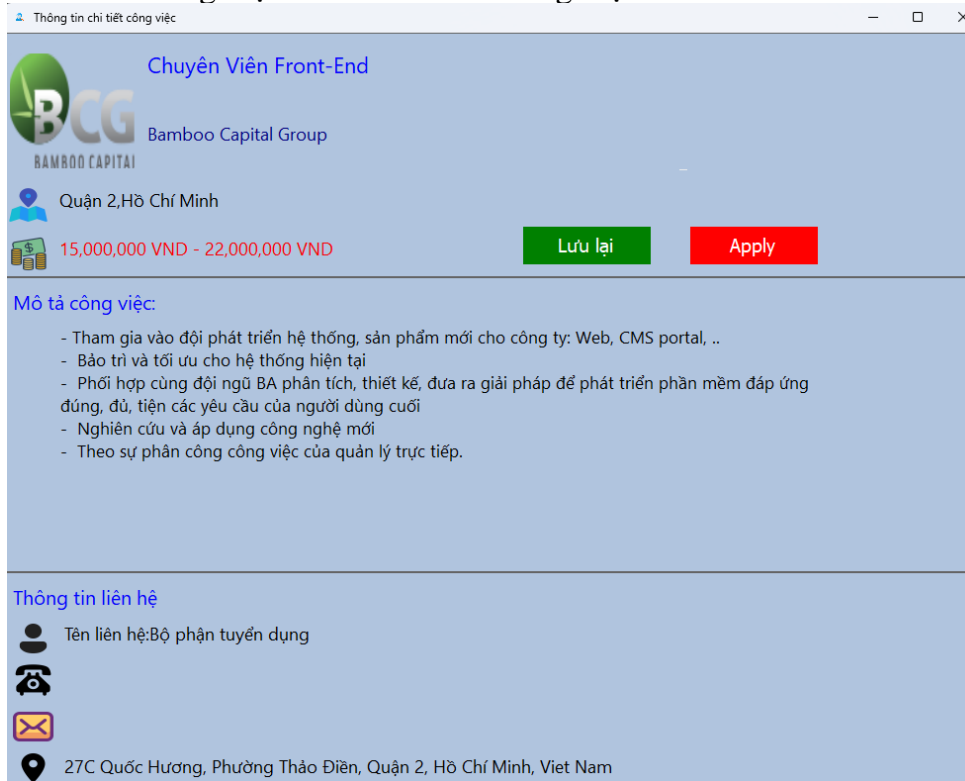 Thông tin chi tiết công việc
Chuyên Viên Front-End
BCG
BAMBOO CAPITAL
Bamboo Capital Group
Quận 2,Hồ Chí Minh
15,000,000 VND - 22,000,000 VND
Lưu lại
Apply
Mô tả công việc:
- Tham gia vào đội phát triển hệ thống, sản phẩm mới cho công ty: Web, CMS portal, ..
- Bảo trì và tối ưu cho hệ thống hiện tại
- Phối hợp cùng đội ngũ BA phân tích, thiết kế, đưa ra giải pháp để phát triển phần mềm đáp ứng
đúng, đủ, tiện các yêu cầu của người dùng cuối
- Nghiên cứu và áp dụng công nghệ mới
- Theo sự phân công công việc của quản lý trực tiếp.
Thông tin liên hệ
Tên liên hệ:Bộ phận tuyển dụng
27C Quốc Hương, Phường Thảo Điền, Quận 2, Hồ Chí Minh, Viet Nam